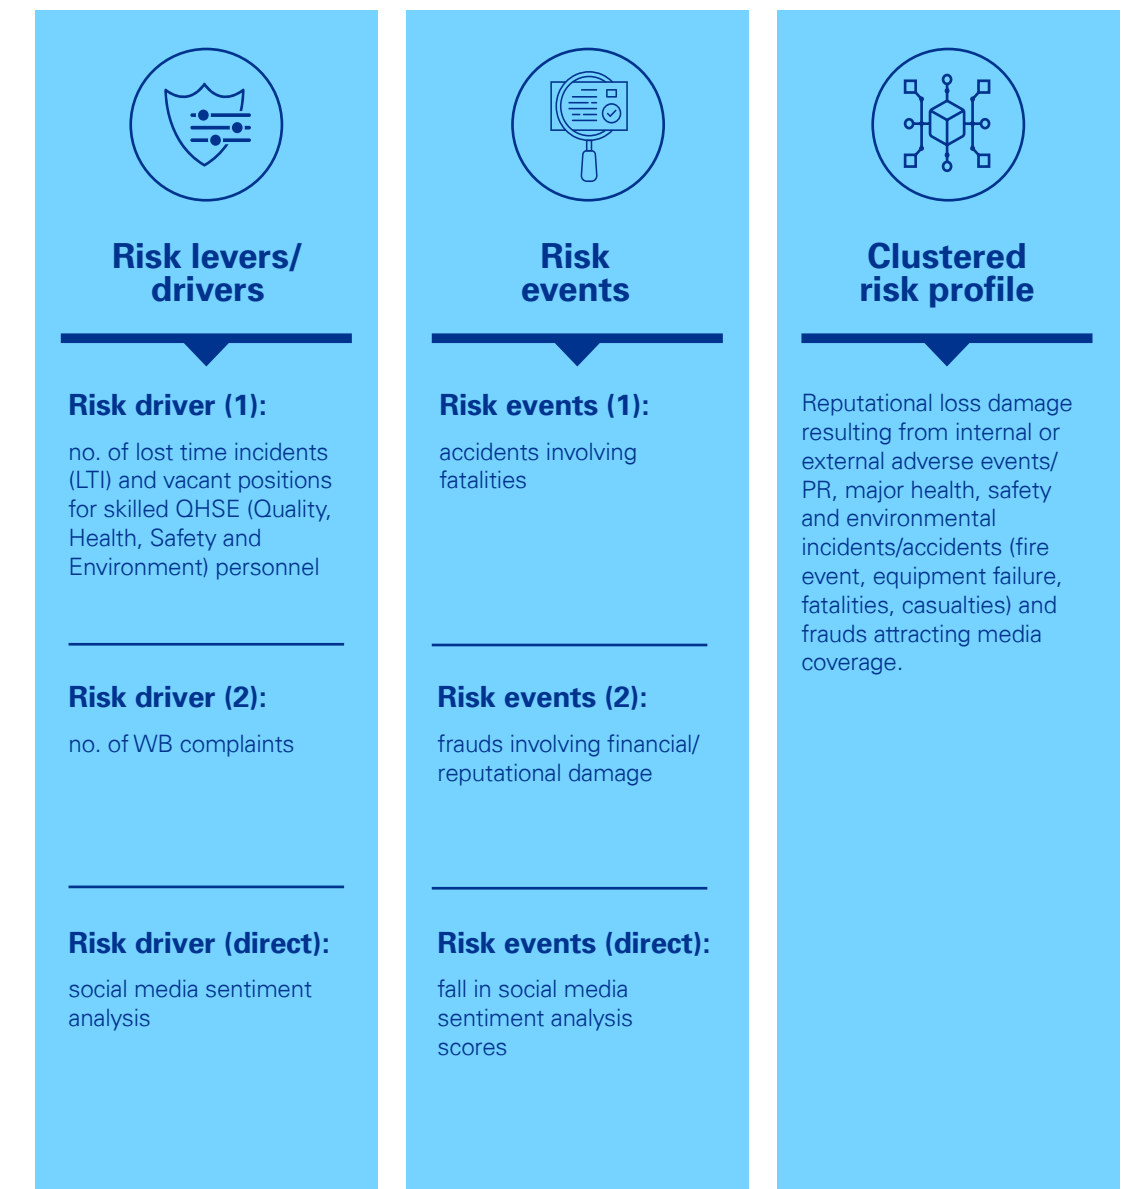 Risk levers/
drivers
Risk driver (1):
no. of lost time incidents
(LTI) and vacant positions
for skilled QHSE (Quality,
Health, Safety and
Environment) personnel
Risk driver (2):
no. of WB complaints
Risk driver (direct):
social media sentiment
analysis
Risk
events
Risk events (1):
accidents involving
fatalities
Risk events (2):
frauds involving financial/
reputational damage
Risk events (direct):
fall in social media
sentiment analysis
scores
Clustered
risk profile
Reputational loss damage
resulting from internal or
external adverse events/
PR, major health, safety
and environmental
incidents/accidents (fire
event, equipment failure,
fatalities, casualties) and
frauds attracting media
coverage.